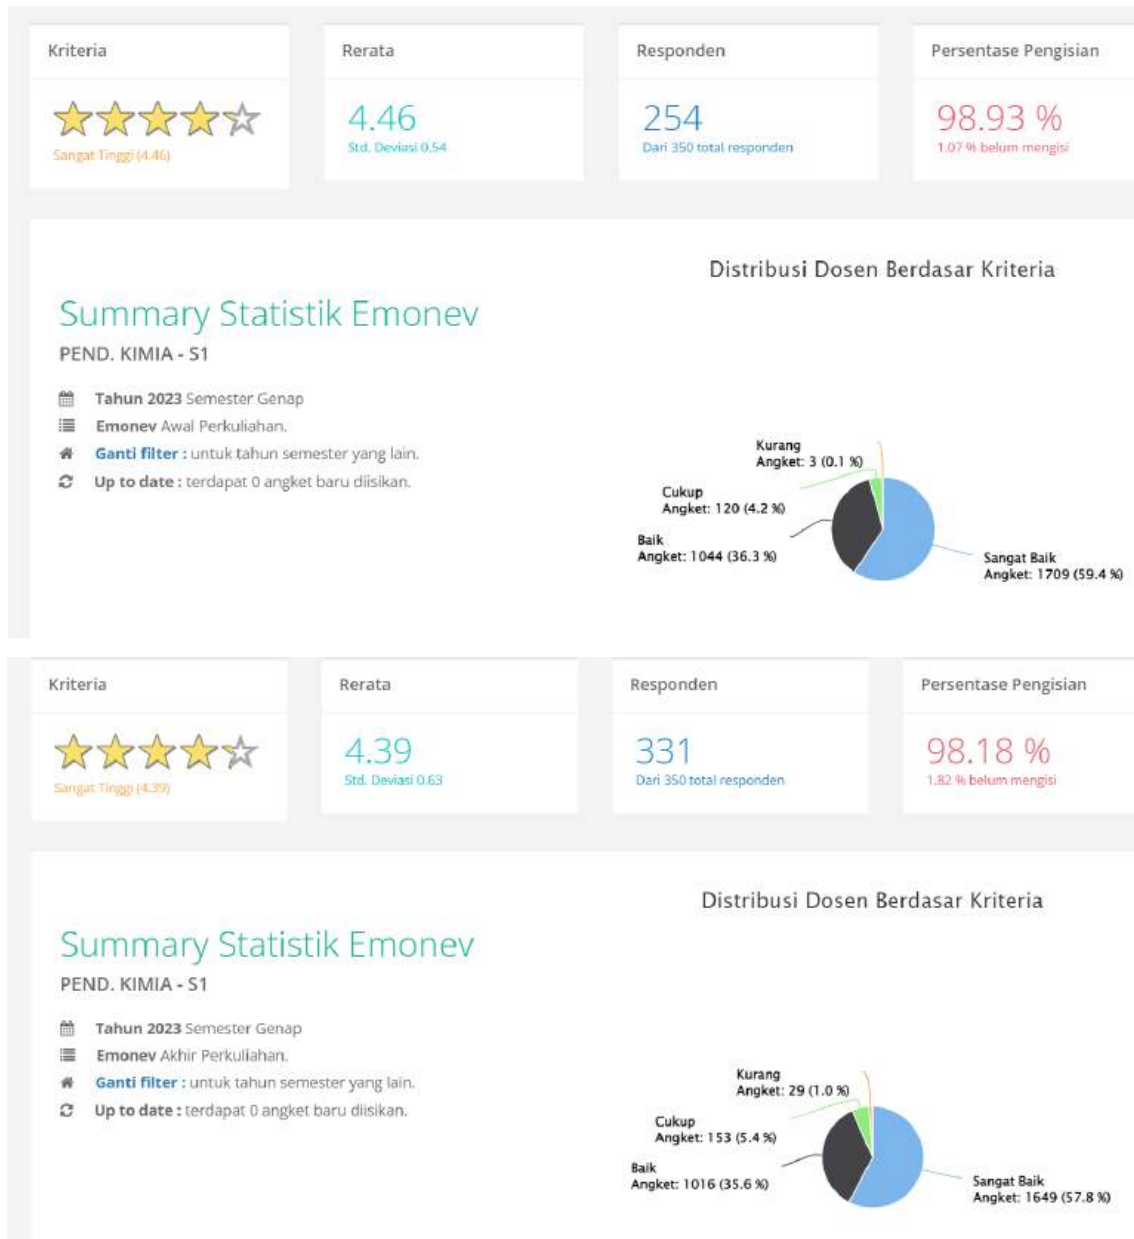 Kriteria
Rerata
Responden
Persentase Pengisian
Sangat Tinggi (4.46)
4.46
Std. Deviasi 0.54
254
Dari 350 total responden
98.93 %
1.07 % belum mengisi
Distribusi Dosen Berdasar Kriteria
Summary Statistik Emonev
PEND. KIMIA - S1
Tahun 2023 Semester Genap
Emonev Awal Perkuliahan.
Ganti filter : untuk tahun semester yang lain.
Up to date : terdapat 0 angket baru diisikan.
Kurang
Angket: 3 (0.1 %)
Cukup
Angket: 120 (4.2 %)
Baik
Angket: 1044 (36.3 %)
Sangat Baik
Angket: 1709 (59.4 %)
Kriteria
Rerata
Responden
Persentase Pengisian
Sangat Tinggi (4.39)
4.39
Std. Deviasi 0.63
331
Dari 350 total responden
98.18 %
1.82 % belum mengisi
Distribusi Dosen Berdasar Kriteria
Summary Statistik Emonev
PEND. KIMIA - S1
Tahun 2023 Semester Genap
Emonev Akhir Perkuliahan.
Ganti filter : untuk tahun semester yang lain.
Up to date : terdapat 0 angket baru diisikan.
Kurang
Angket: 29 (1.0 %)
Cukup
Angket: 153 (5.4 %)
Baik
Angket: 1016 (35.6 %)
Sangat Baik
Angket: 1649 (57.8 %)